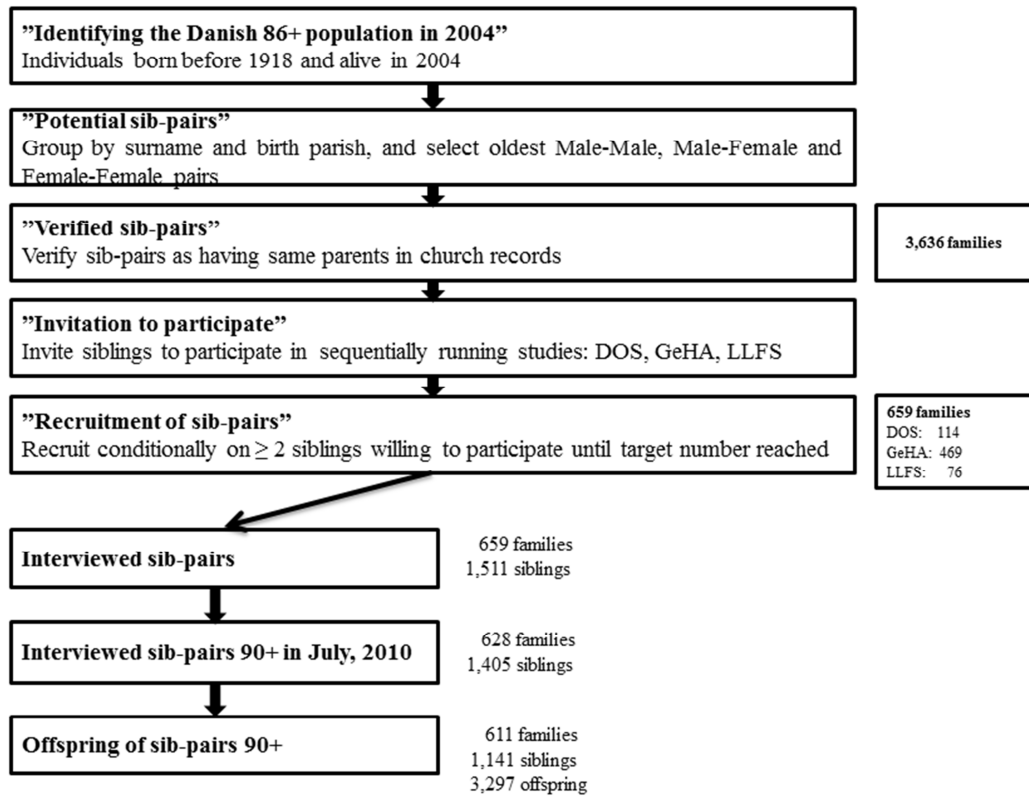 ”Identifying the Danish 86+ population in 2004”
Individuals born before 1918 and alive in 2004
”Potential sib-pairs”
Group by surname and birth parish, and select oldest Male-Male, Male-Female and
Female-Female pairs
”Verified sib-pairs”
Verify sib-pairs as having same parents in church records
3,636 families
”Invitation to participate”
Invite siblings to participate in sequentially running studies: DOS, GeHA, LLFS
”Recruitment of sib-pairs”
Recruit conditionally on ≥ 2 siblings willing to participate until target number reached
659 families
DOS: 114
GeHA: 469
LLFS: 76
Interviewed sib-pairs
659 families
1,511 siblings
Interviewed sib-pairs 90+ in July, 2010
628 families
1,405 siblings
Offspring of sib-pairs 90+
611 families
1,141 siblings
3,297 offspring